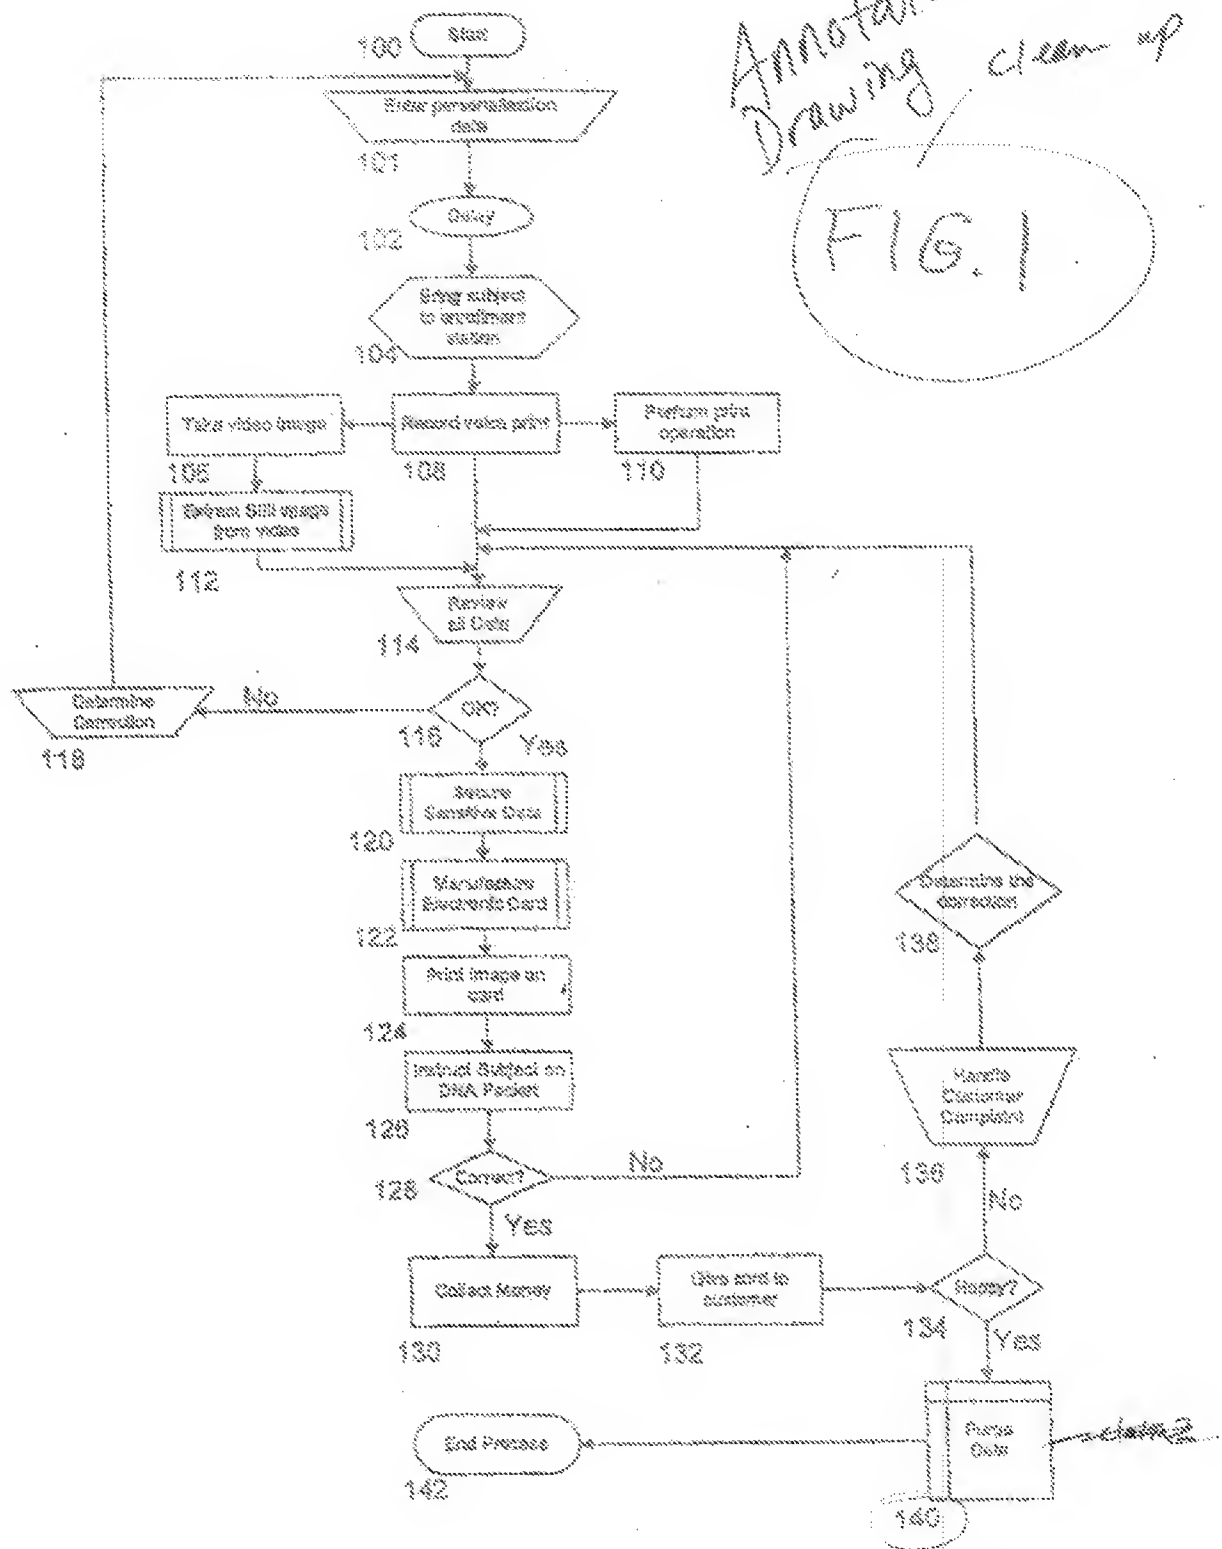 Annotat
Drawing
clean up
FIG. 1
Start
100
Enter personalisation
data
101
Delay
102
Bring subject
to enrollment
station
104
Take video image
Record voice print
Perform print
operation
106
108
110
Extract Still image
from video
112
Review
all Data
114
OK?
116
No
Yes
Determine
Correction
118
Secure
Sensitive Data
120
Manufacture
Electronic Card
122
Print image on
card
124
Instruct Subject on
DNA Packet
126
Correct?
128
No
Yes
Determine the
correction
138
Handle
Customer
Complaint
136
No
Collect Money
130
Give card to
customer
132
Happy?
134
Yes
Purge
Data
claim 2
140
End Process
142